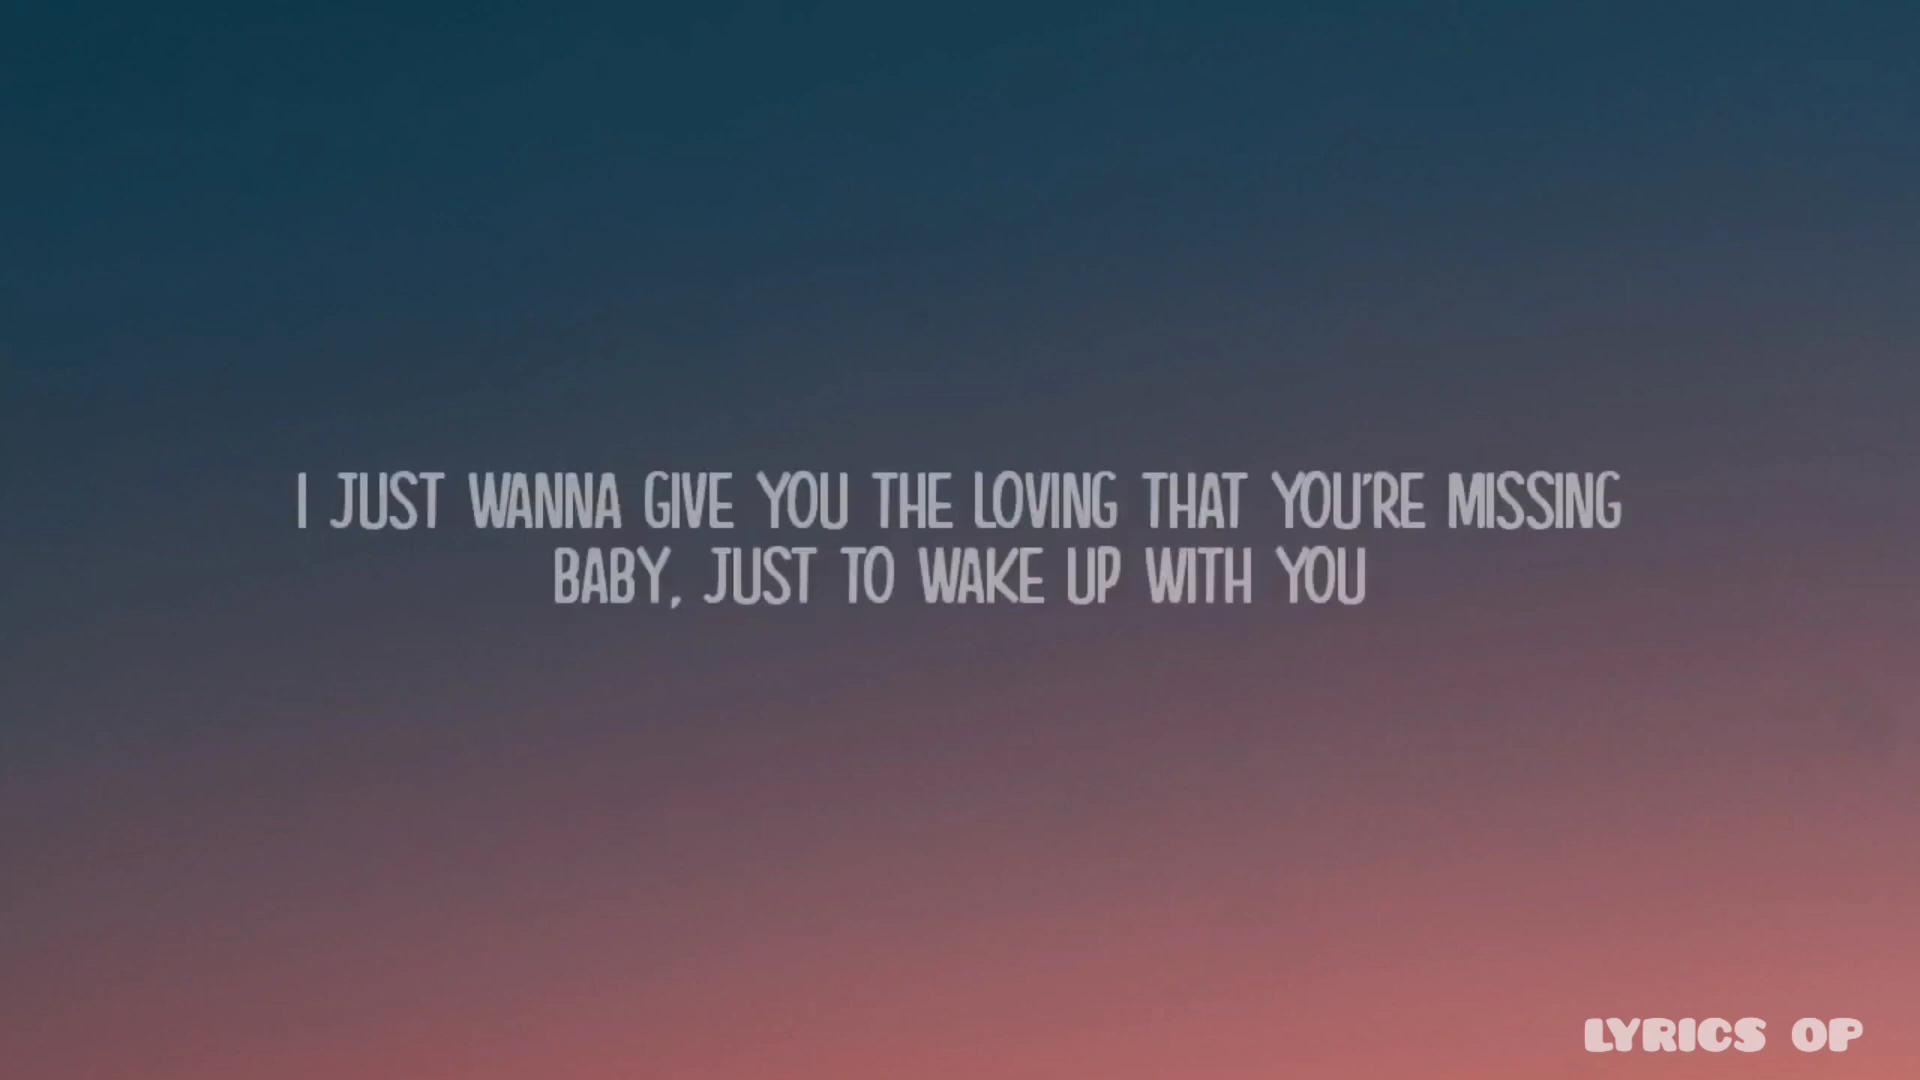 I JUST WANNA GIVE YOU THE LOVING THAT YOU'RE MISSING
BABY, JUST TO WAKE UP WITH YOU
LYRICS OP